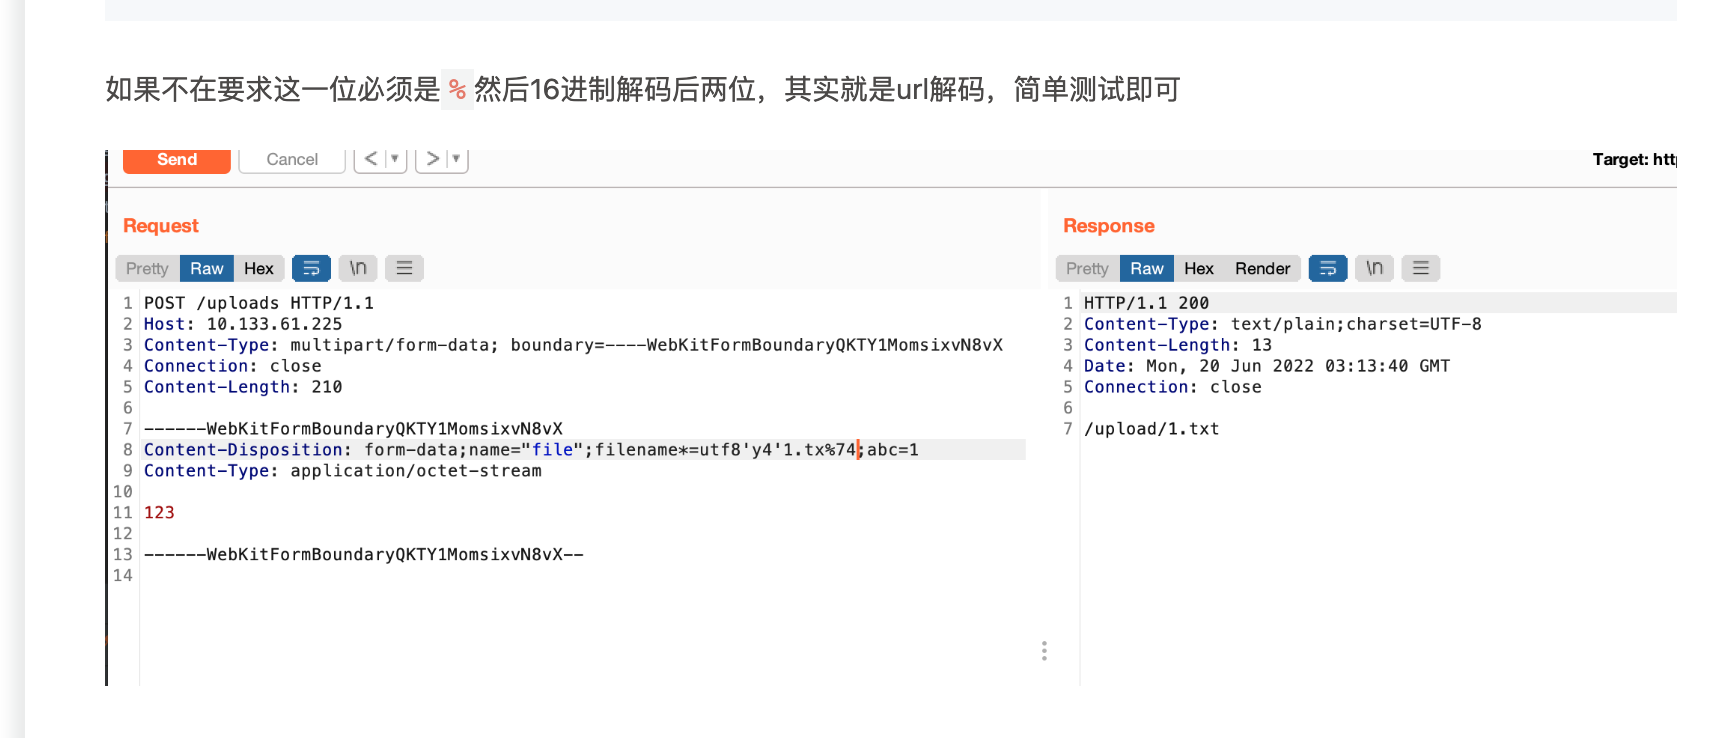 如果不在要求这一位必须是 % 然后16进制解码后两位，其实就是url解码，简单测试即可
Send Cancel < ▼ > ▼ Target: htt
Request Response
Pretty Raw Hex \n Pretty Raw Hex Render \n
1 POST /uploads HTTP/1.1
2 Host: 10.133.61.225
3 Content-Type: multipart/form-data; boundary=----WebKitFormBoundaryQKTY1MomsixvN8vX
4 Connection: close
5 Content-Length: 210
6
7 ------WebKitFormBoundaryQKTY1MomsixvN8vX
8 Content-Disposition: form-data;name="file";filename*=utf8'y4'1.tx%74;abc=1
9 Content-Type: application/octet-stream
10
11 123
12
13 ------WebKitFormBoundaryQKTY1MomsixvN8vX--
14
1 HTTP/1.1 200
2 Content-Type: text/plain;charset=UTF-8
3 Content-Length: 13
4 Date: Mon, 20 Jun 2022 03:13:40 GMT
5 Connection: close
6
7 /upload/1.txt